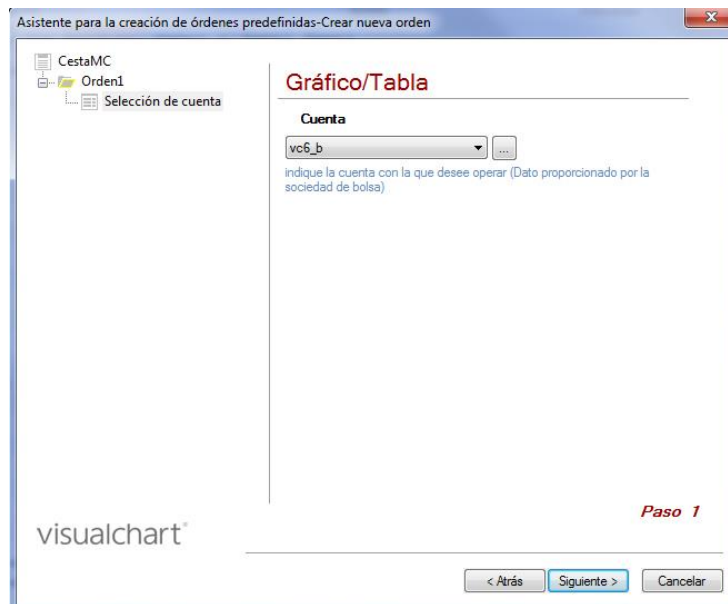 Asistente para la creación de órdenes predefinidas-Crear nueva orden
x
CestaMC
Orden1
Selección de cuenta
Gráfico/Tabla
Cuenta
vc6_b
...
indique la cuenta con la que desee operar (Dato proporcionado por la
sociedad de bolsa)
Paso 1
visualchart®
< Atrás
Siguiente >
Cancelar